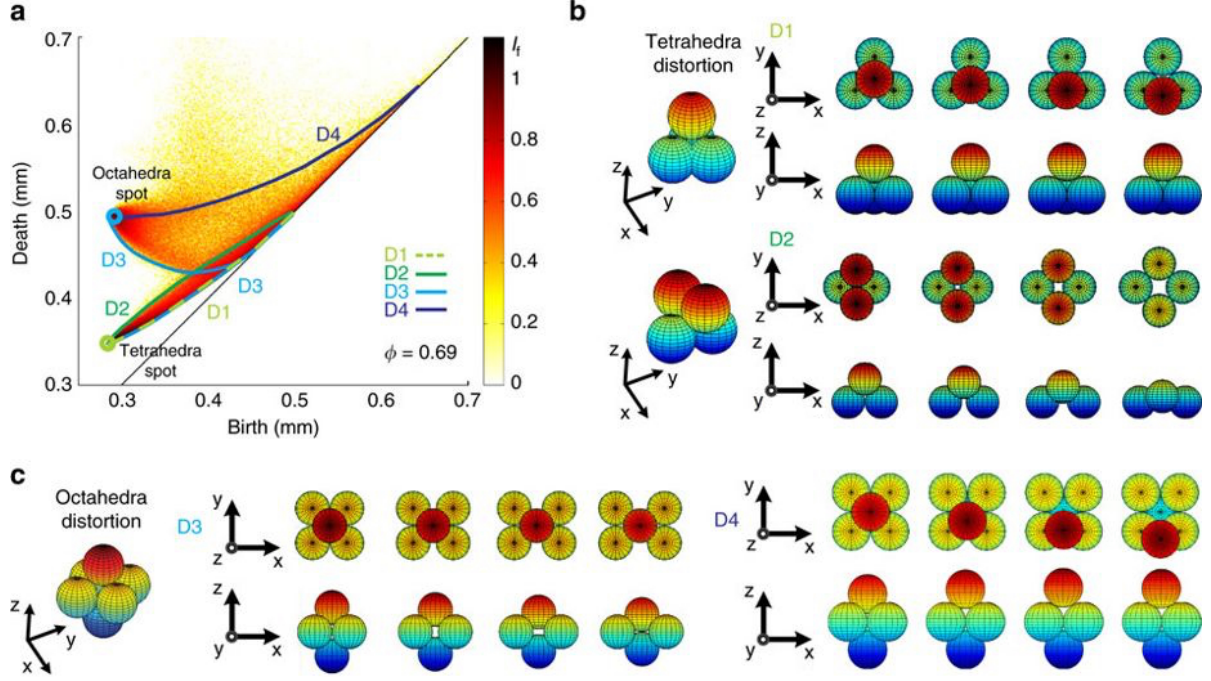 a
0.7
0.6
0.5
0.4
0.3
Death (mm)
0.3
0.4
0.5
0.6
0.7
Birth (mm)
Octahedra
spot
Tetrahedra
spot
D4
D3
D3
D2
D1
D1
D2
D3
D4
ϕ = 0.69
lf
1
0.8
0.6
0.4
0.2
0
b
Tetrahedra
distortion
z
y
x
D1
y
z
x
z
y
x
z
y
x
D2
y
z
x
z
y
x
c
Octahedra
distortion
z
y
x
D3
y
z
x
z
y
x
D4
y
z
x
z
y
x